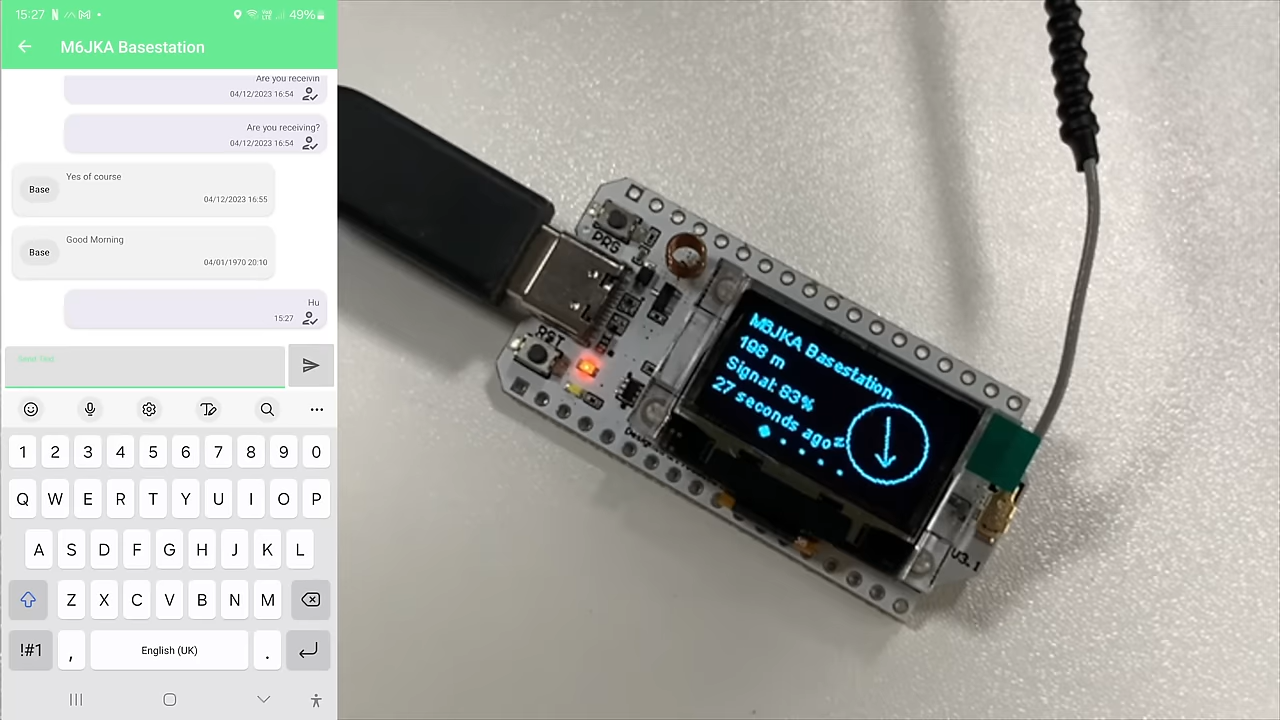 15:27 N 49%
M6JKA Basestation
Are you receivin
04/12/2023 16:54
Are you receiving?
04/12/2023 16:54
Base
Yes of course
04/12/2023 16:55
Base
Good Morning
04/01/1970 20:10
Hu
15:27
Send Text
1 2 3 4 5 6 7 8 9 0
Q W E R T Y U I O P
A S D F G H J K L
Z X C V B N M
!#1 , English (UK) .
PRG
RST
M6JKA Basestation
198 m
Signal: 83%
27 seconds ago
N
V3.1